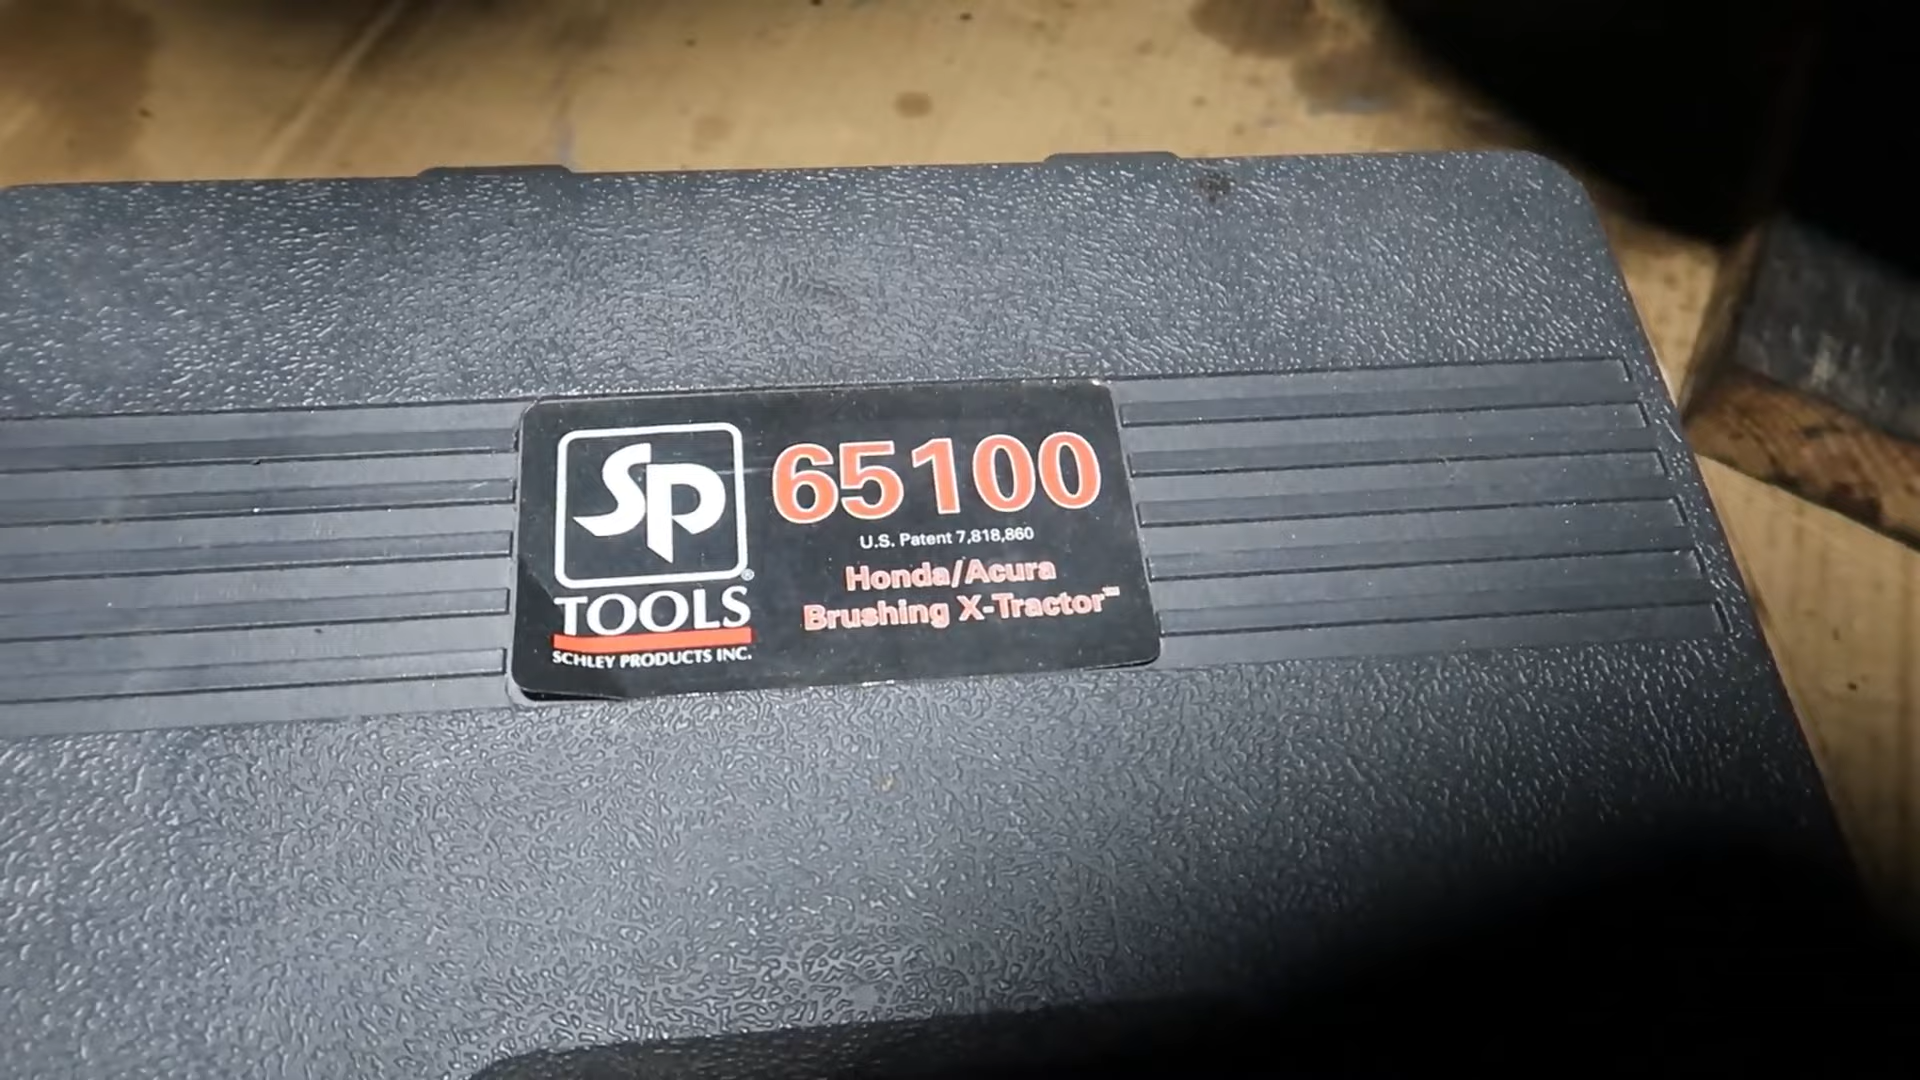 SP
®
TOOLS
SCHLEY PRODUCTS INC.
65100
U.S. Patent 7,818,860
Honda/Acura
Brushing X-Tractor™